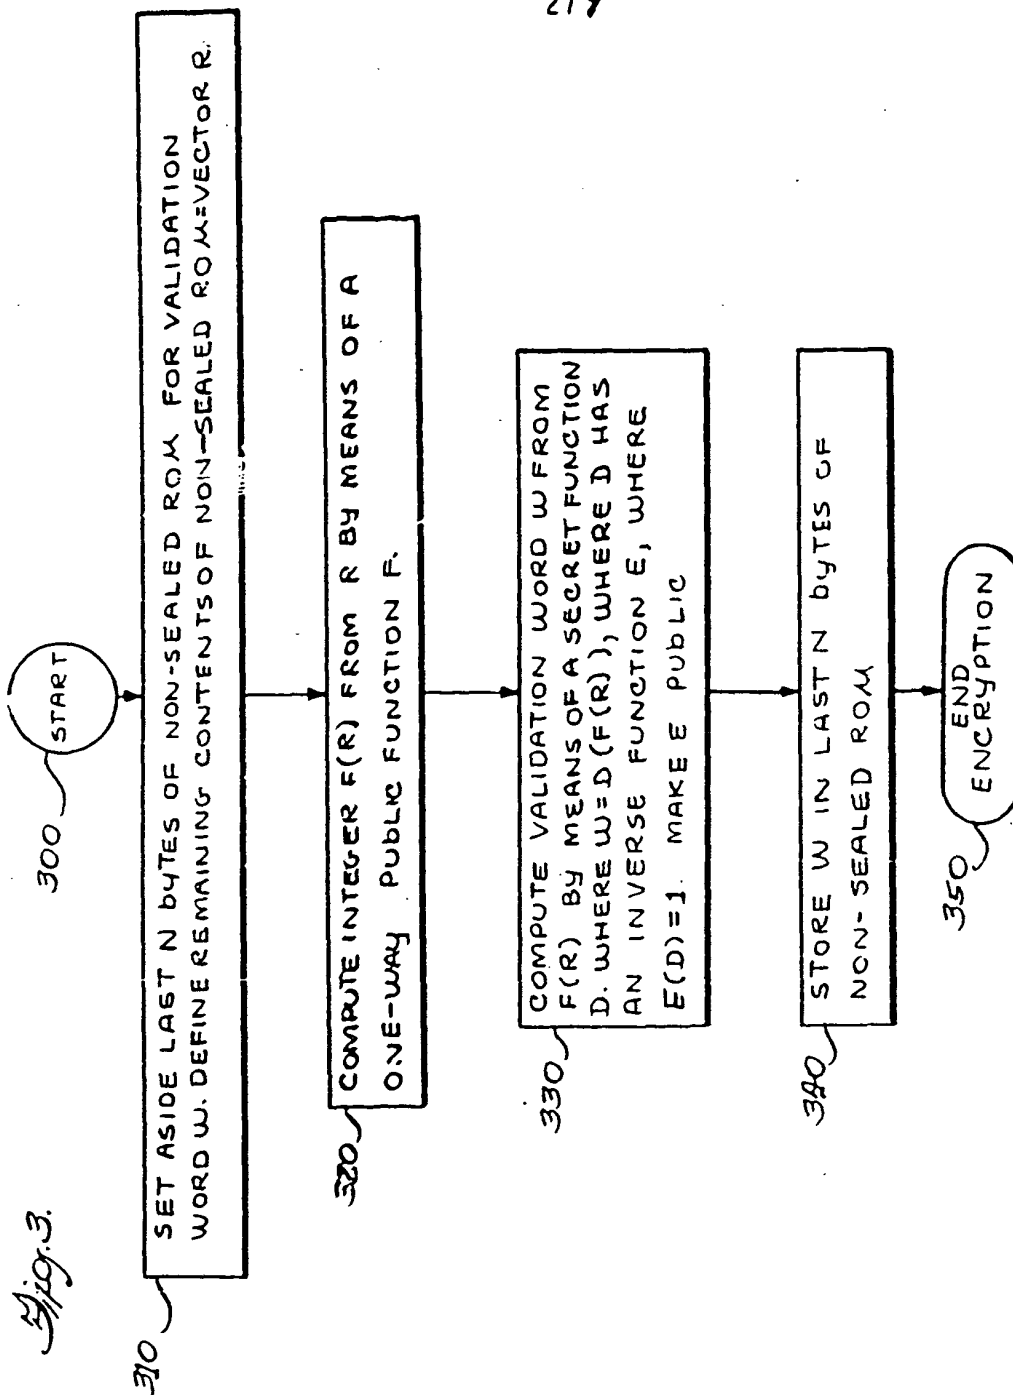 2/8
Fig. 3.
300
START
310
SET ASIDE LAST N bYTES OF NON-SEALED ROM FOR VALIDATION
WORD W. DEFINE REMAINING CONTENTS OF NON-SEALED ROM=VECTOR R.
320
COMPUTE INTEGER F(R) FROM R BY MEANS OF A
ONE-WAY PUBLIC FUNCTION F.
330
COMPUTE VALIDATION WORD W FROM
F(R) BY MEANS OF A SECRET FUNCTION
D. WHERE W=D(F(R)), WHERE D HAS
AN INVERSE FUNCTION E, WHERE
E(D)=1. MAKE E PUBLIC
340
STORE W IN LAST N bYTES OF
NON-SEALED ROM
350
END
ENCRYPTION